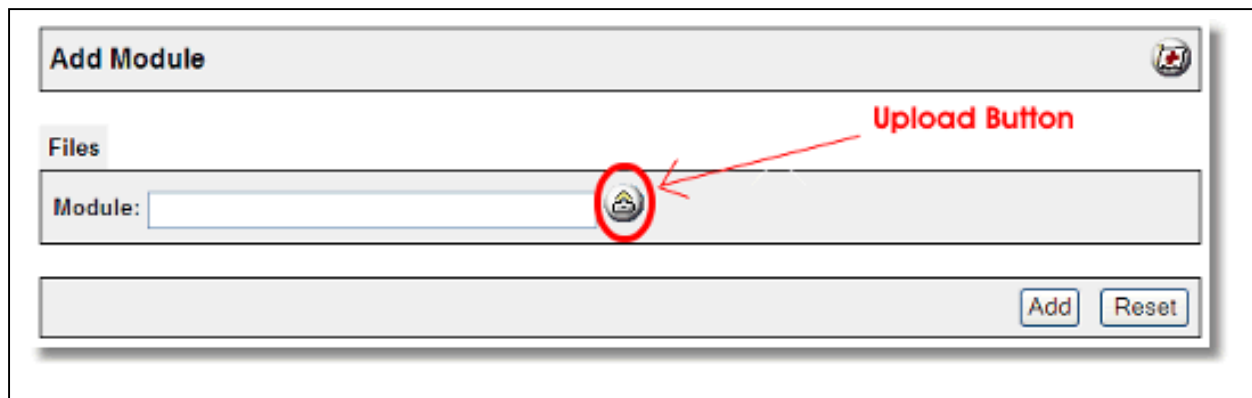 Add Module
Upload Button
Files
Module:
Add Reset